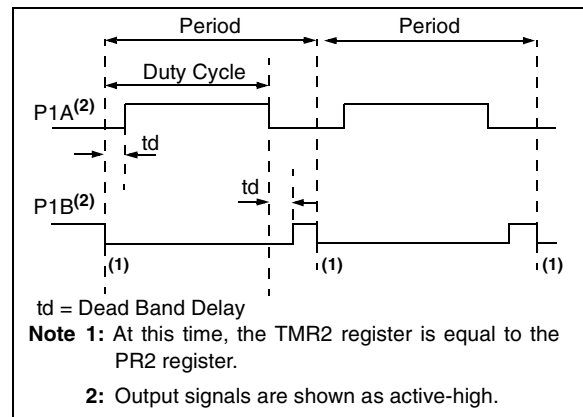 Period Period
Duty Cycle
P1A(2)
td
td
P1B(2)
(1) (1) (1)
td = Dead Band Delay
Note 1: At this time, the TMR2 register is equal to the
PR2 register.
2: Output signals are shown as active-high.